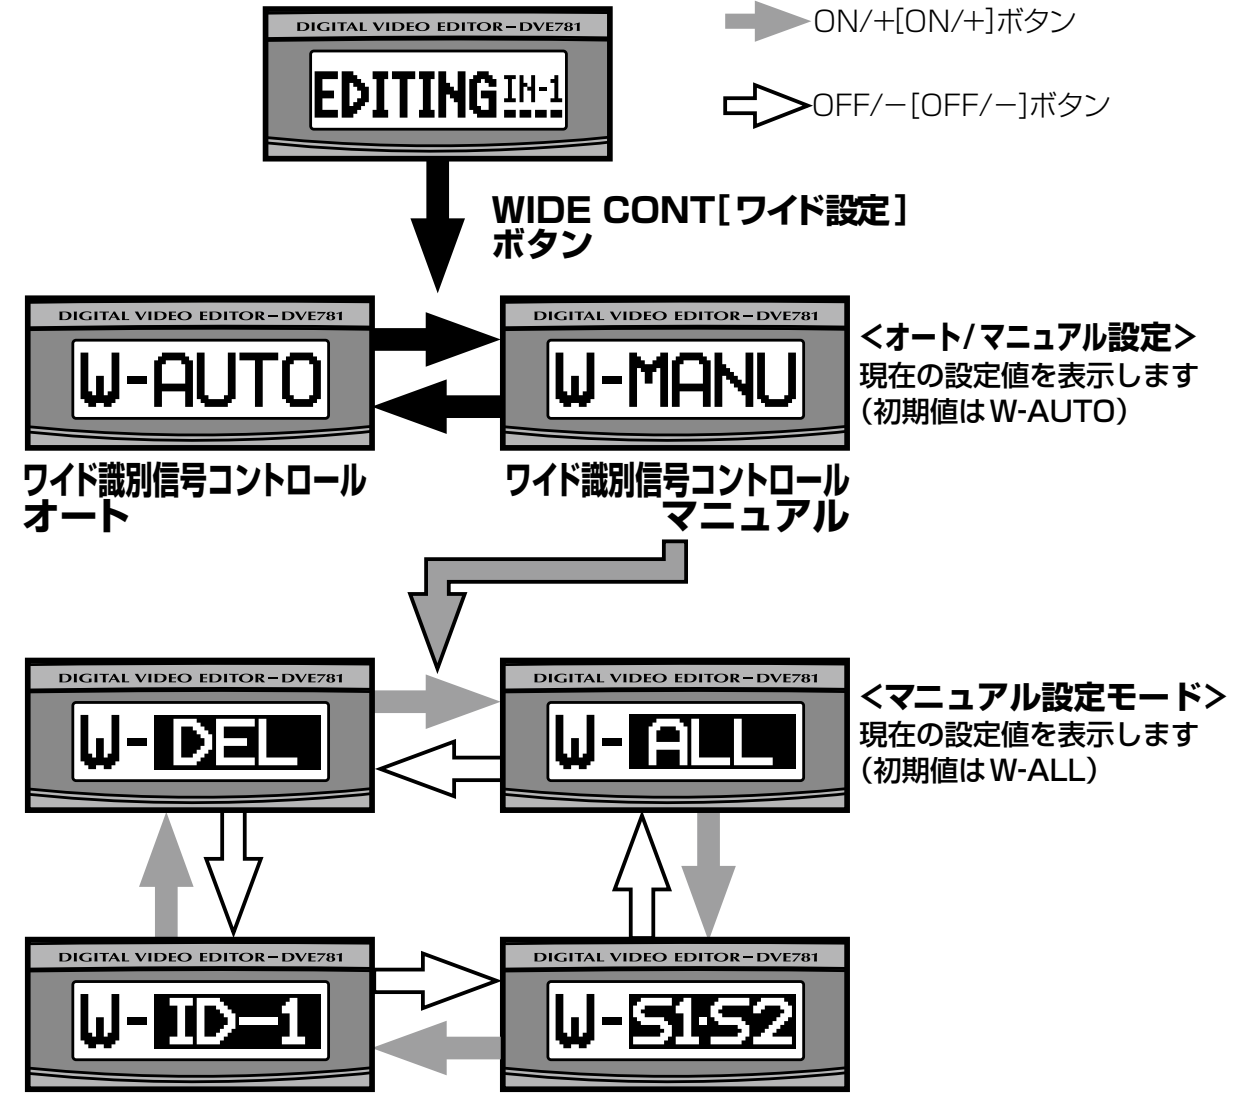 DIGITAL VIDEO EDITOR−DVE781
EDITING IN-1
ON/+[ON/+]ボタン
OFF/−[OFF/−]ボタン
WIDE CONT[ワイド設定]
ボタン
DIGITAL VIDEO EDITOR−DVE781
W-AUTO
DIGITAL VIDEO EDITOR−DVE781
W-MANU
<オート/マニュアル設定>
現在の設定値を表示します
(初期値はW-AUTO)
ワイド識別信号コントロール
オート
ワイド識別信号コントロール
マニュアル
DIGITAL VIDEO EDITOR−DVE781
W-DEL
DIGITAL VIDEO EDITOR−DVE781
W-ALL
<マニュアル設定モード>
現在の設定値を表示します
(初期値はW-ALL)
DIGITAL VIDEO EDITOR−DVE781
W-ID-1
DIGITAL VIDEO EDITOR−DVE781
W-S1·S2